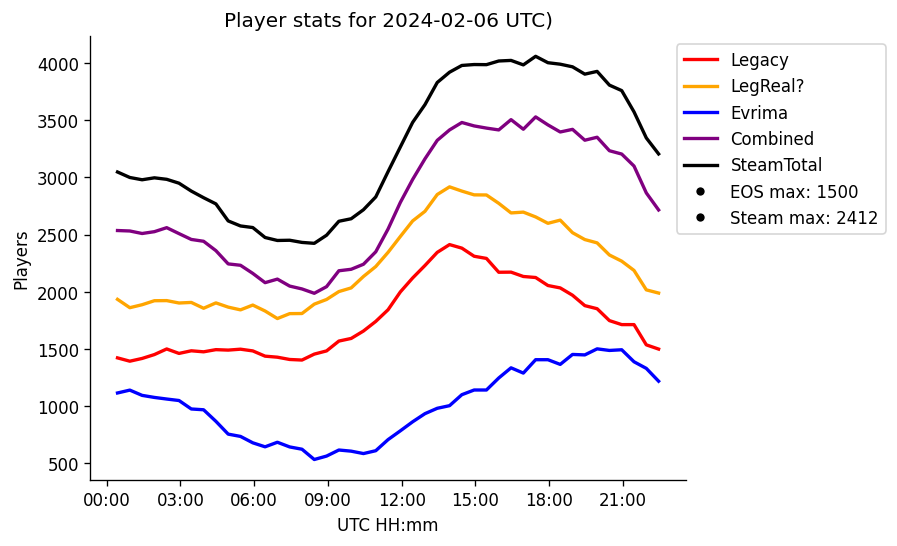 Player stats for 2024-02-06 UTC)
Players
4000
3500
3000
2500
2000
1500
1000
500
00:00 03:00 06:00 09:00 12:00 15:00 18:00 21:00
UTC HH:mm
Legacy
LegReal?
Evrima
Combined
SteamTotal
EOS max: 1500
Steam max: 2412